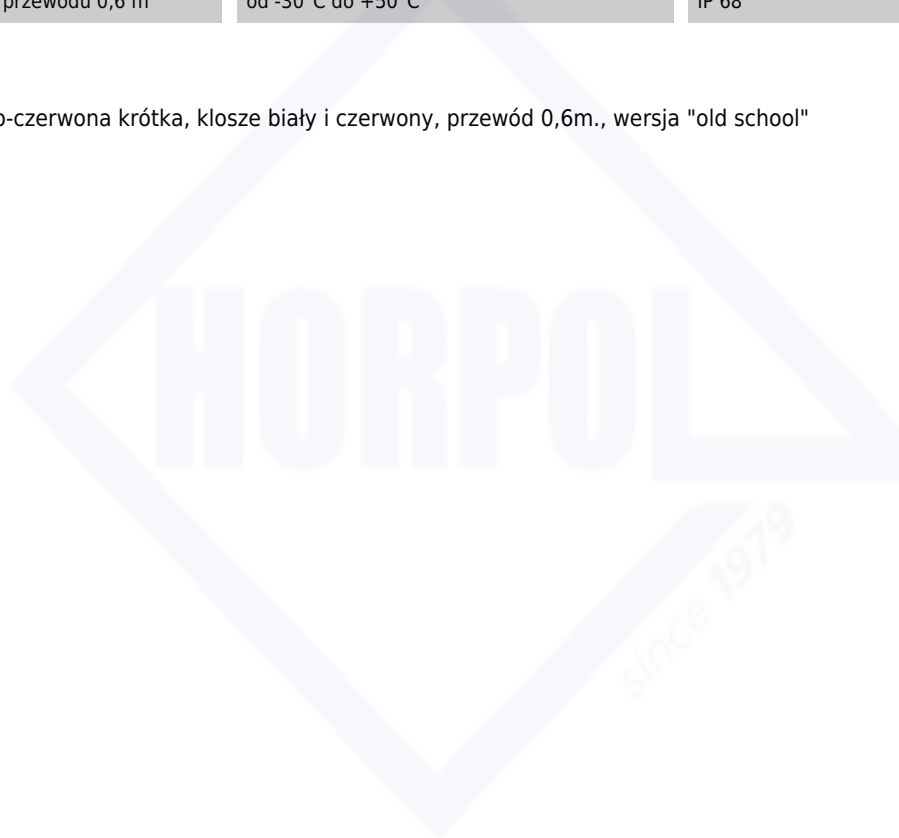 przewodu 0,6 m od -30°C do +50°C IP 68
o-czerwona krótka, klosze biały i czerwony, przewód 0,6m., wersja "old school"
HORPOL
since 1979